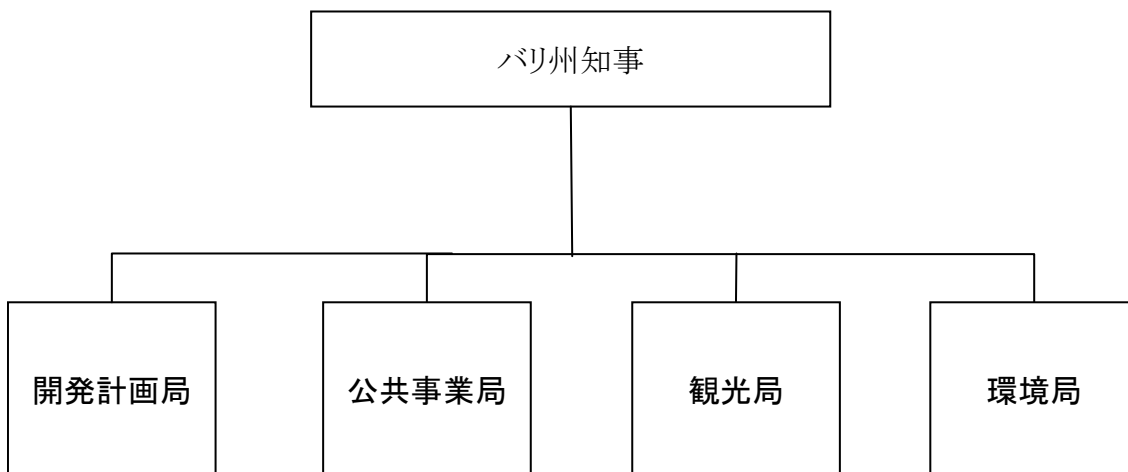 バリ州知事
開発計画局
公共事業局
観光局
環境局